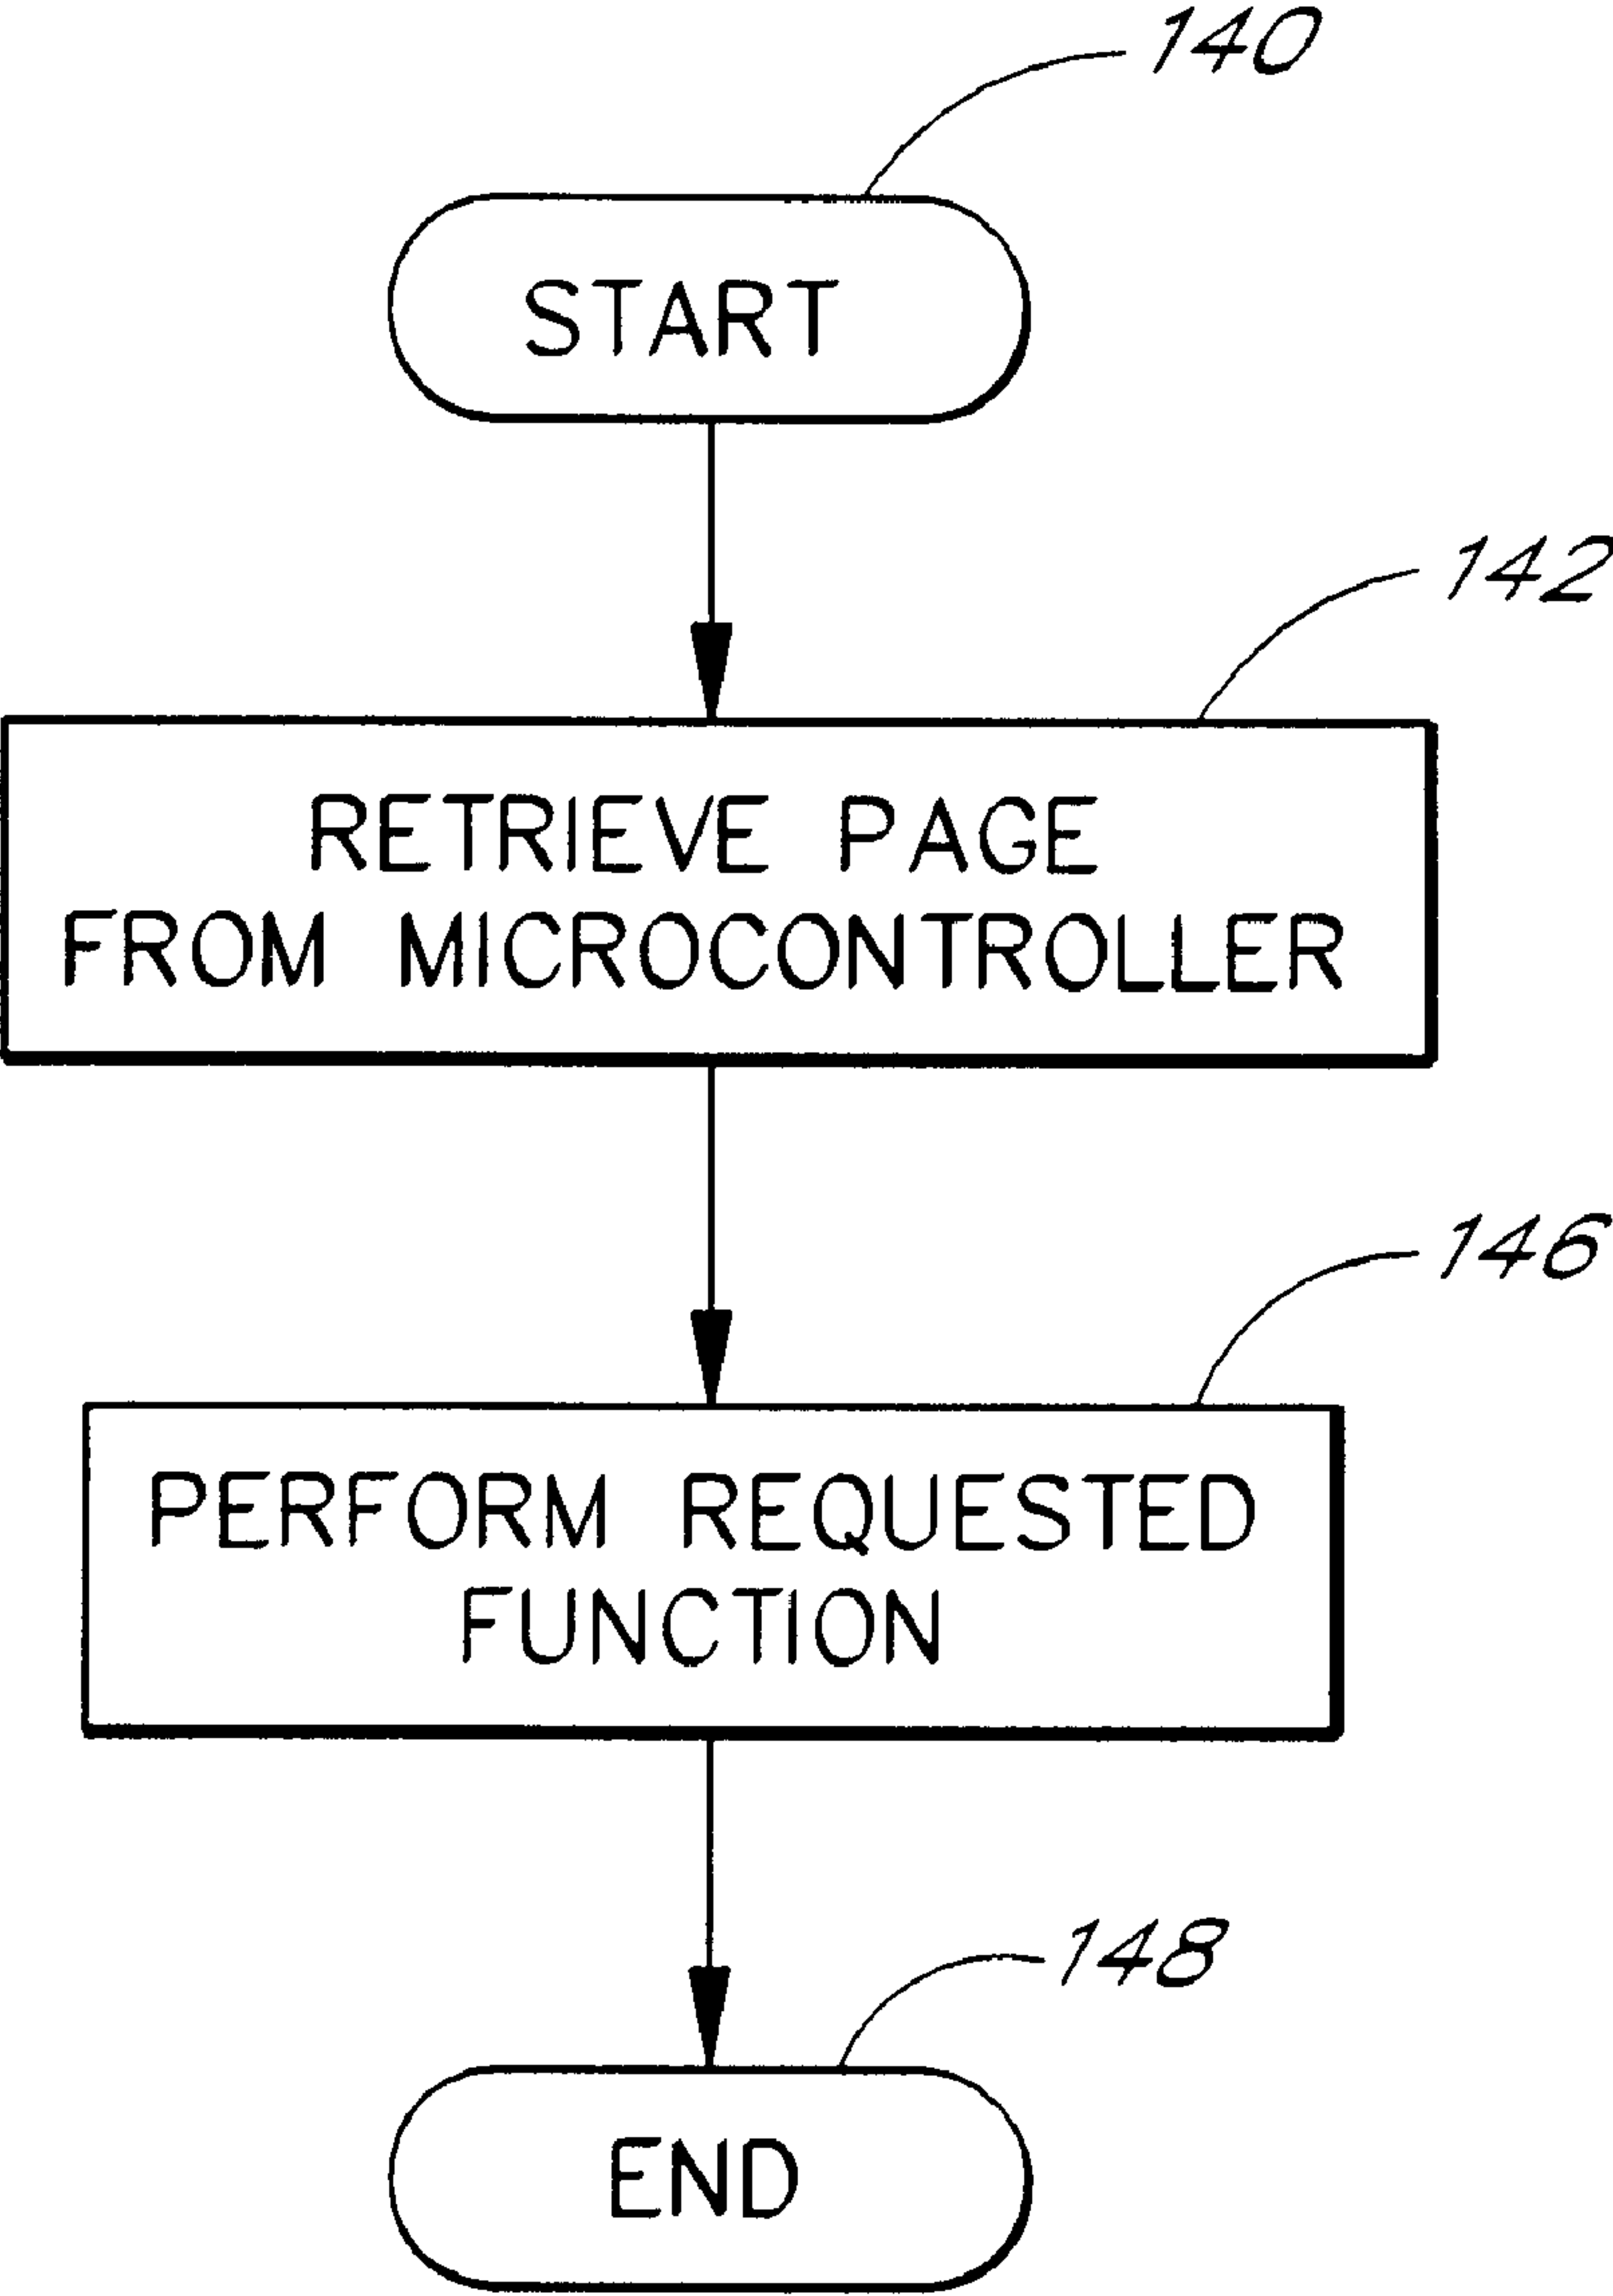 140
START
142
RETRIEVE PAGE
FROM MICROCONTROLLER
146
PERFORM REQUESTED
FUNCTION
148
END